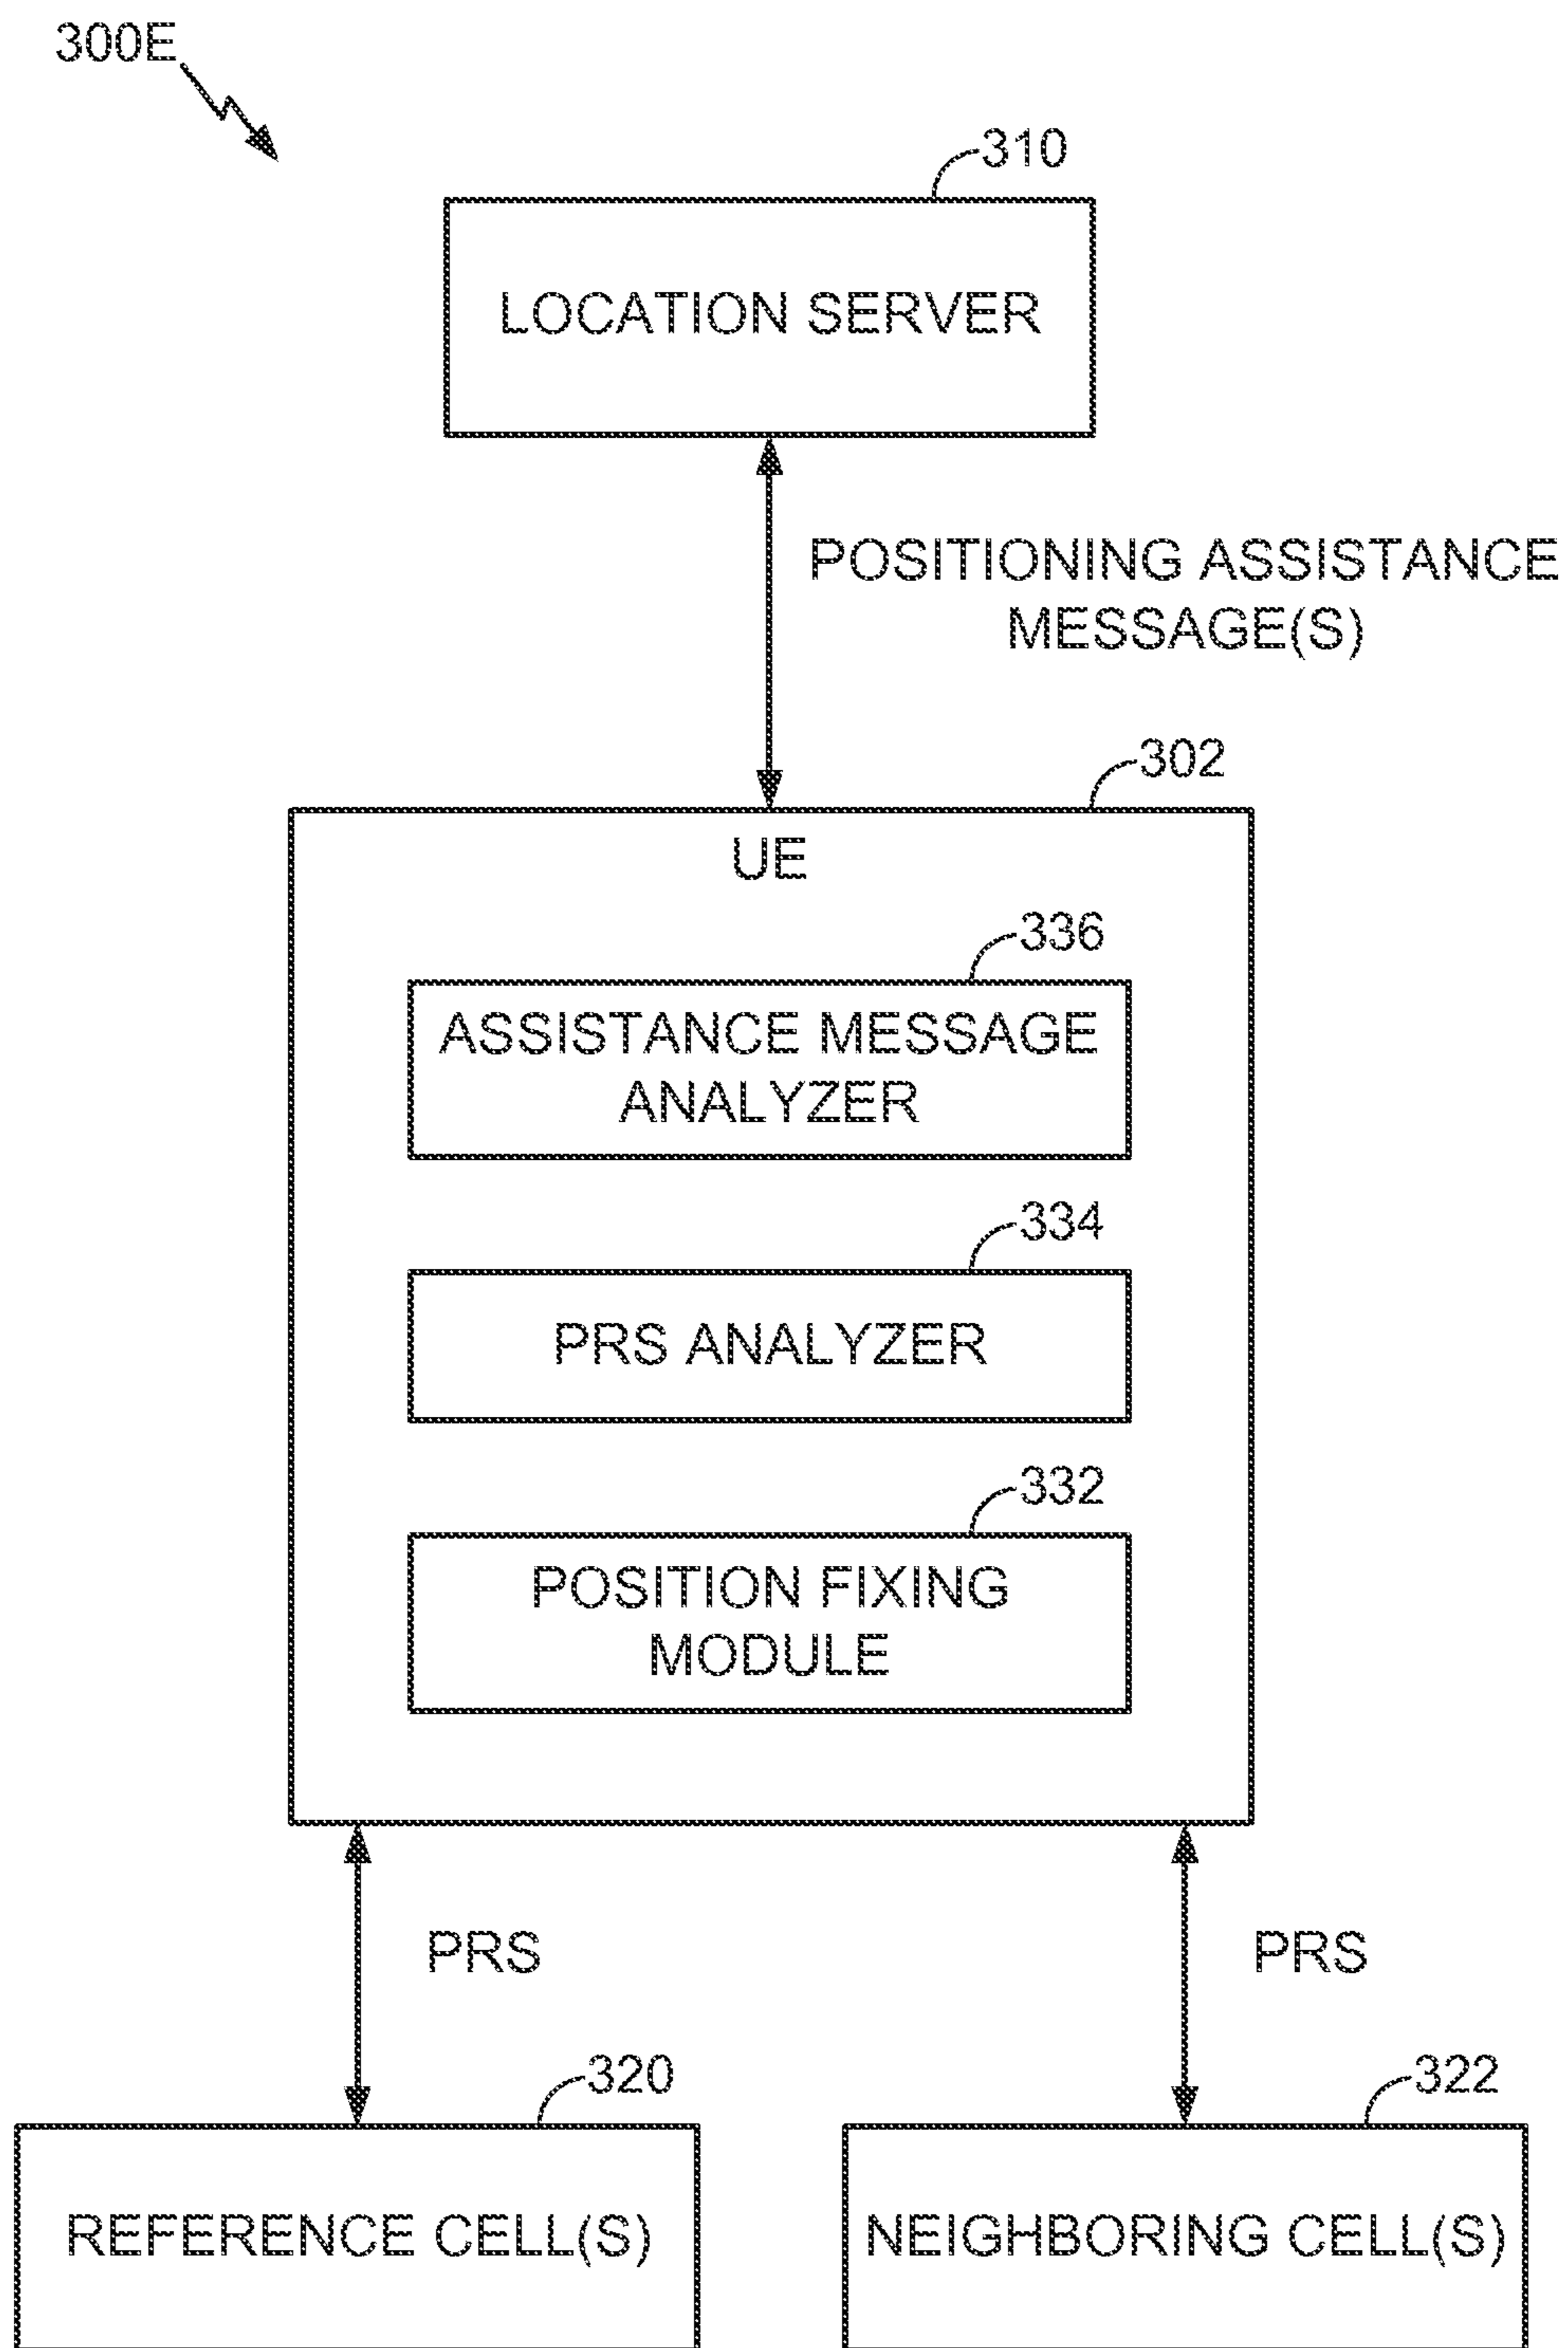 300E
310
LOCATION SERVER
POSITIONING ASSISTANCE
MESSAGE(S)
302
UE
336
ASSISTANCE MESSAGE
ANALYZER
334
PRS ANALYZER
332
POSITION FIXING
MODULE
PRS
PRS
320
322
REFERENCE CELL(S)
NEIGHBORING CELL(S)